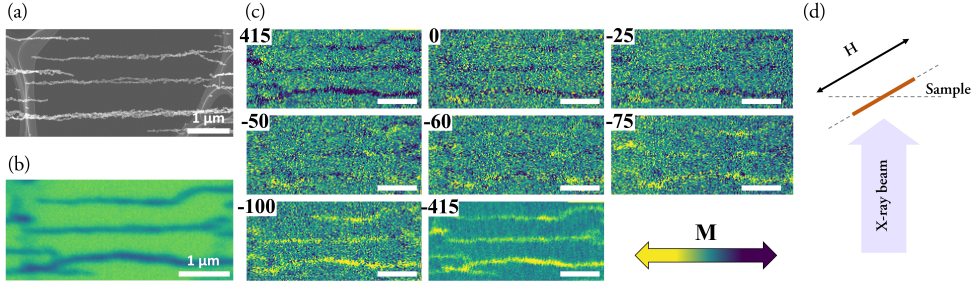 (a)
1 μm
(b)
1 μm
(c)
415
0
-25
-50
-60
-75
-100
-415
M
(d)
H
Sample
X-ray beam